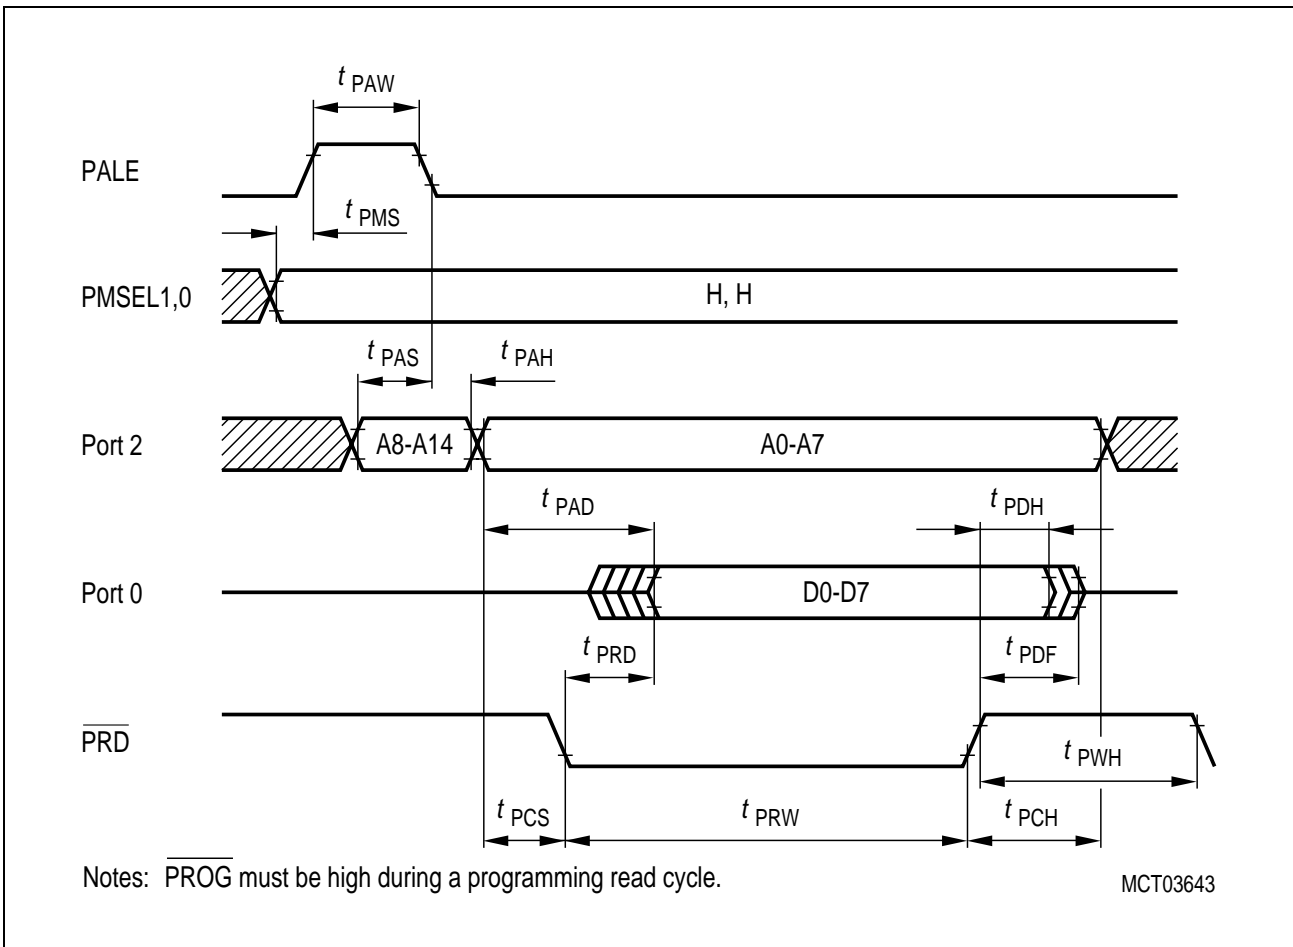 t PAW
PALE
t PMS
PMSEL1,0
H, H
t PAS
t PAH
Port 2
A8-A14
A0-A7
t PAD
t PDH
Port 0
D0-D7
t PRD
t PDF
PRD
t PWH
t PCS
t PRW
t PCH
Notes: PROG must be high during a programming read cycle.
MCT03643